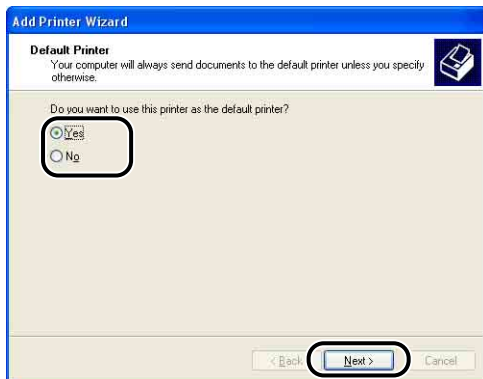 Add Printer Wizard
Default Printer
Your computer will always send documents to the default printer unless you specify
otherwise.
Do you want to use this printer as the default printer?
Yes
No
< Back
Next >
Cancel